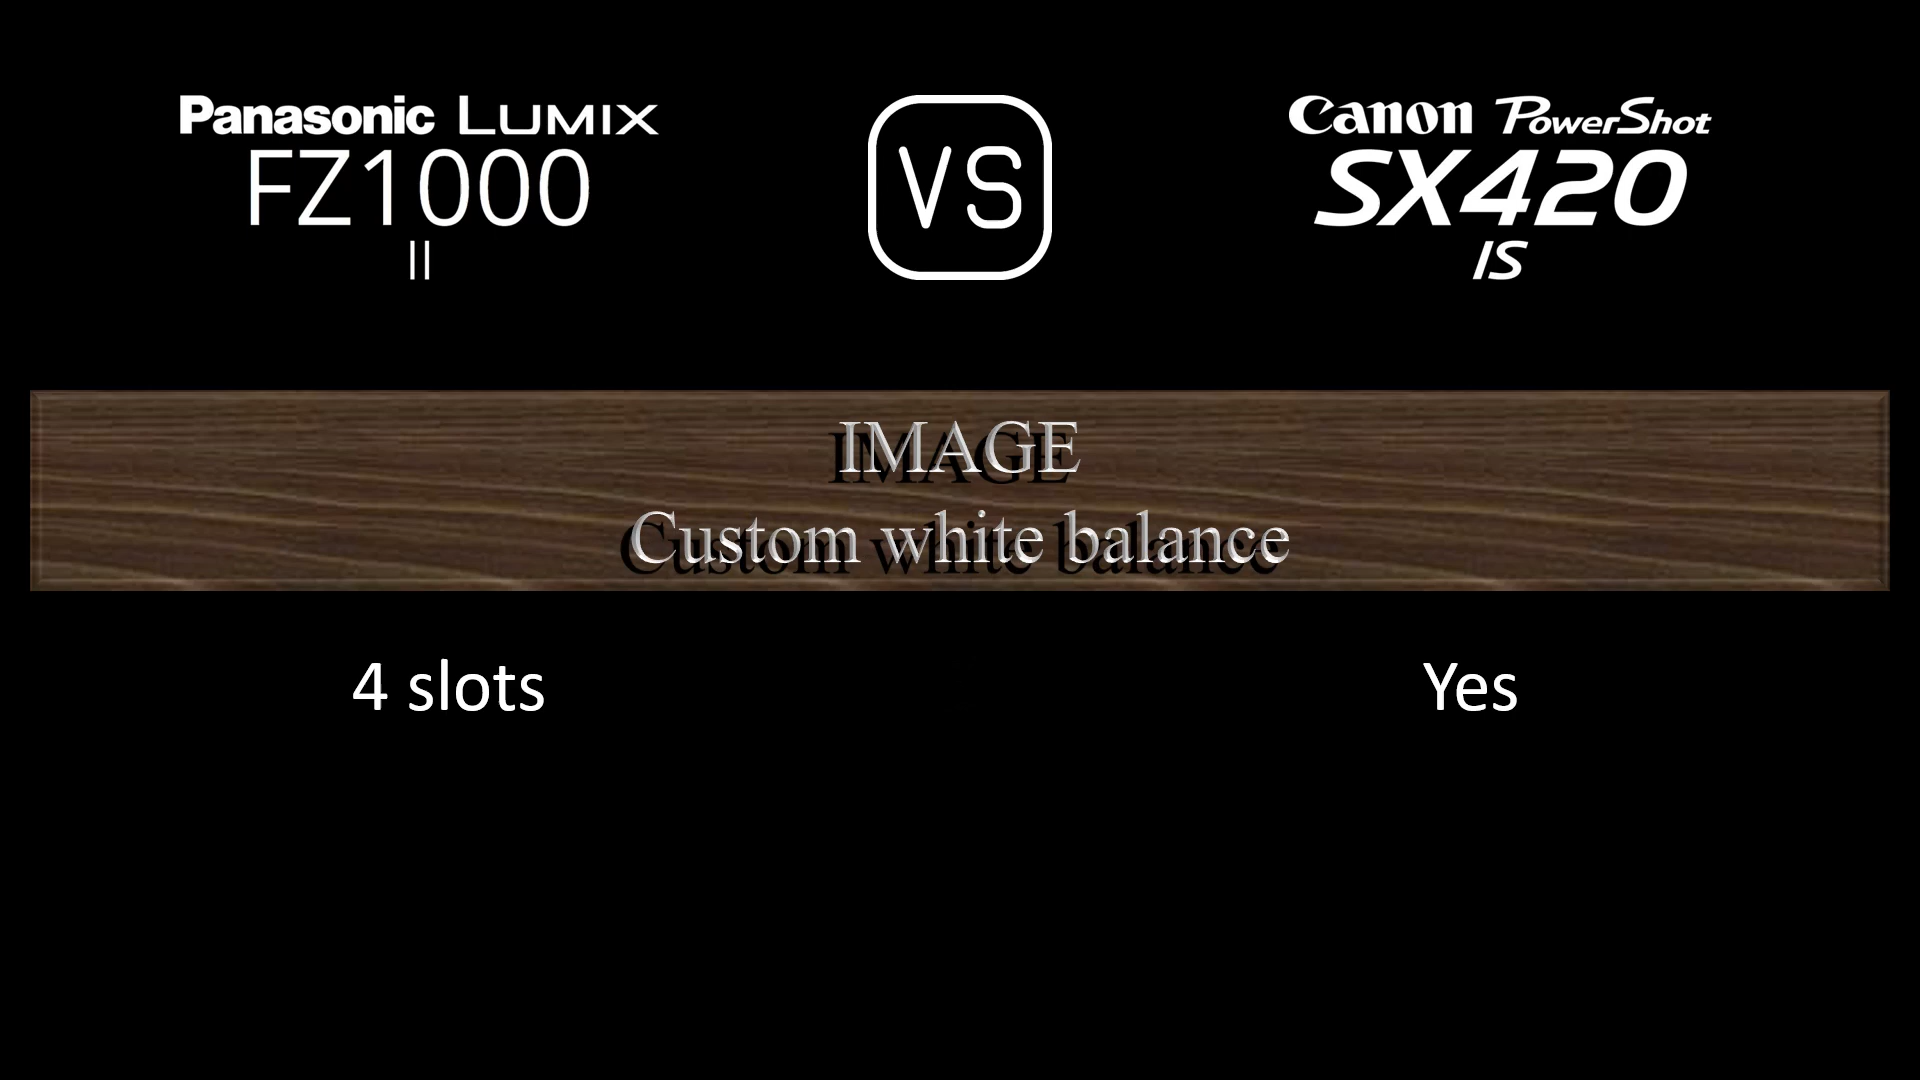 Panasonic LUMIX
FZ1000
II
VS
Canon PowerShot
SX420
IS
IMAGE
Custom white balance
4 slots
Yes